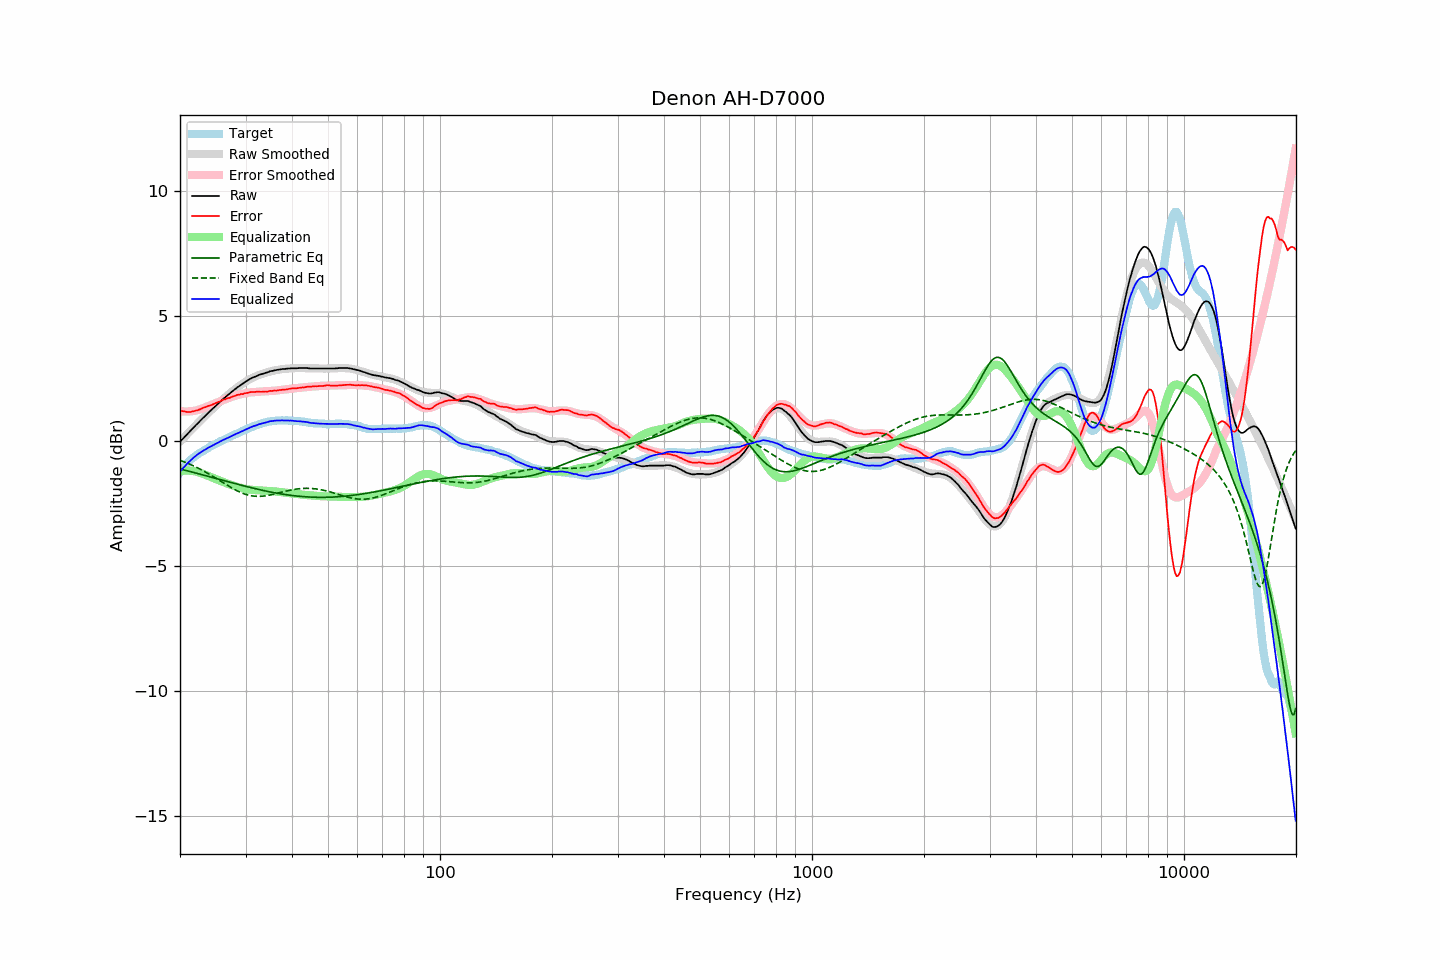 Denon AH-D7000
Target
Raw Smoothed
Error Smoothed
Raw
Error
Equalization
Parametric Eq
Fixed Band Eq
Equalized
10
5
0
−5
−10
−15
Amplitude (dBr)
100 1000 10000
Frequency (Hz)